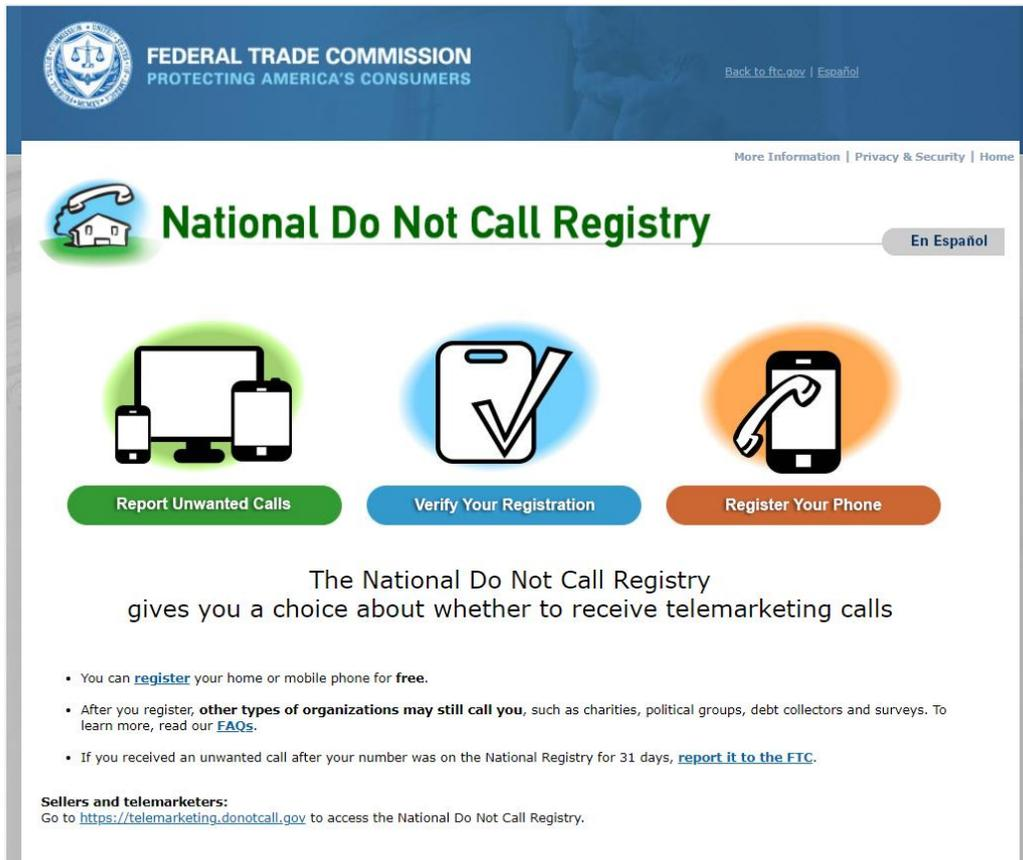 FEDERAL TRADE COMMISSION
PROTECTING AMERICA'S CONSUMERS
Back to ftc.gov | Español
More Information | Privacy & Security | Home
National Do Not Call Registry
En Español
Report Unwanted Calls
Verify Your Registration
Register Your Phone
The National Do Not Call Registry
gives you a choice about whether to receive telemarketing calls
• You can register your home or mobile phone for free.
• After you register, other types of organizations may still call you, such as charities, political groups, debt collectors and surveys. To
learn more, read our FAQs.
• If you received an unwanted call after your number was on the National Registry for 31 days, report it to the FTC.
Sellers and telemarketers:
Go to https://telemarketing.donotcall.gov to access the National Do Not Call Registry.